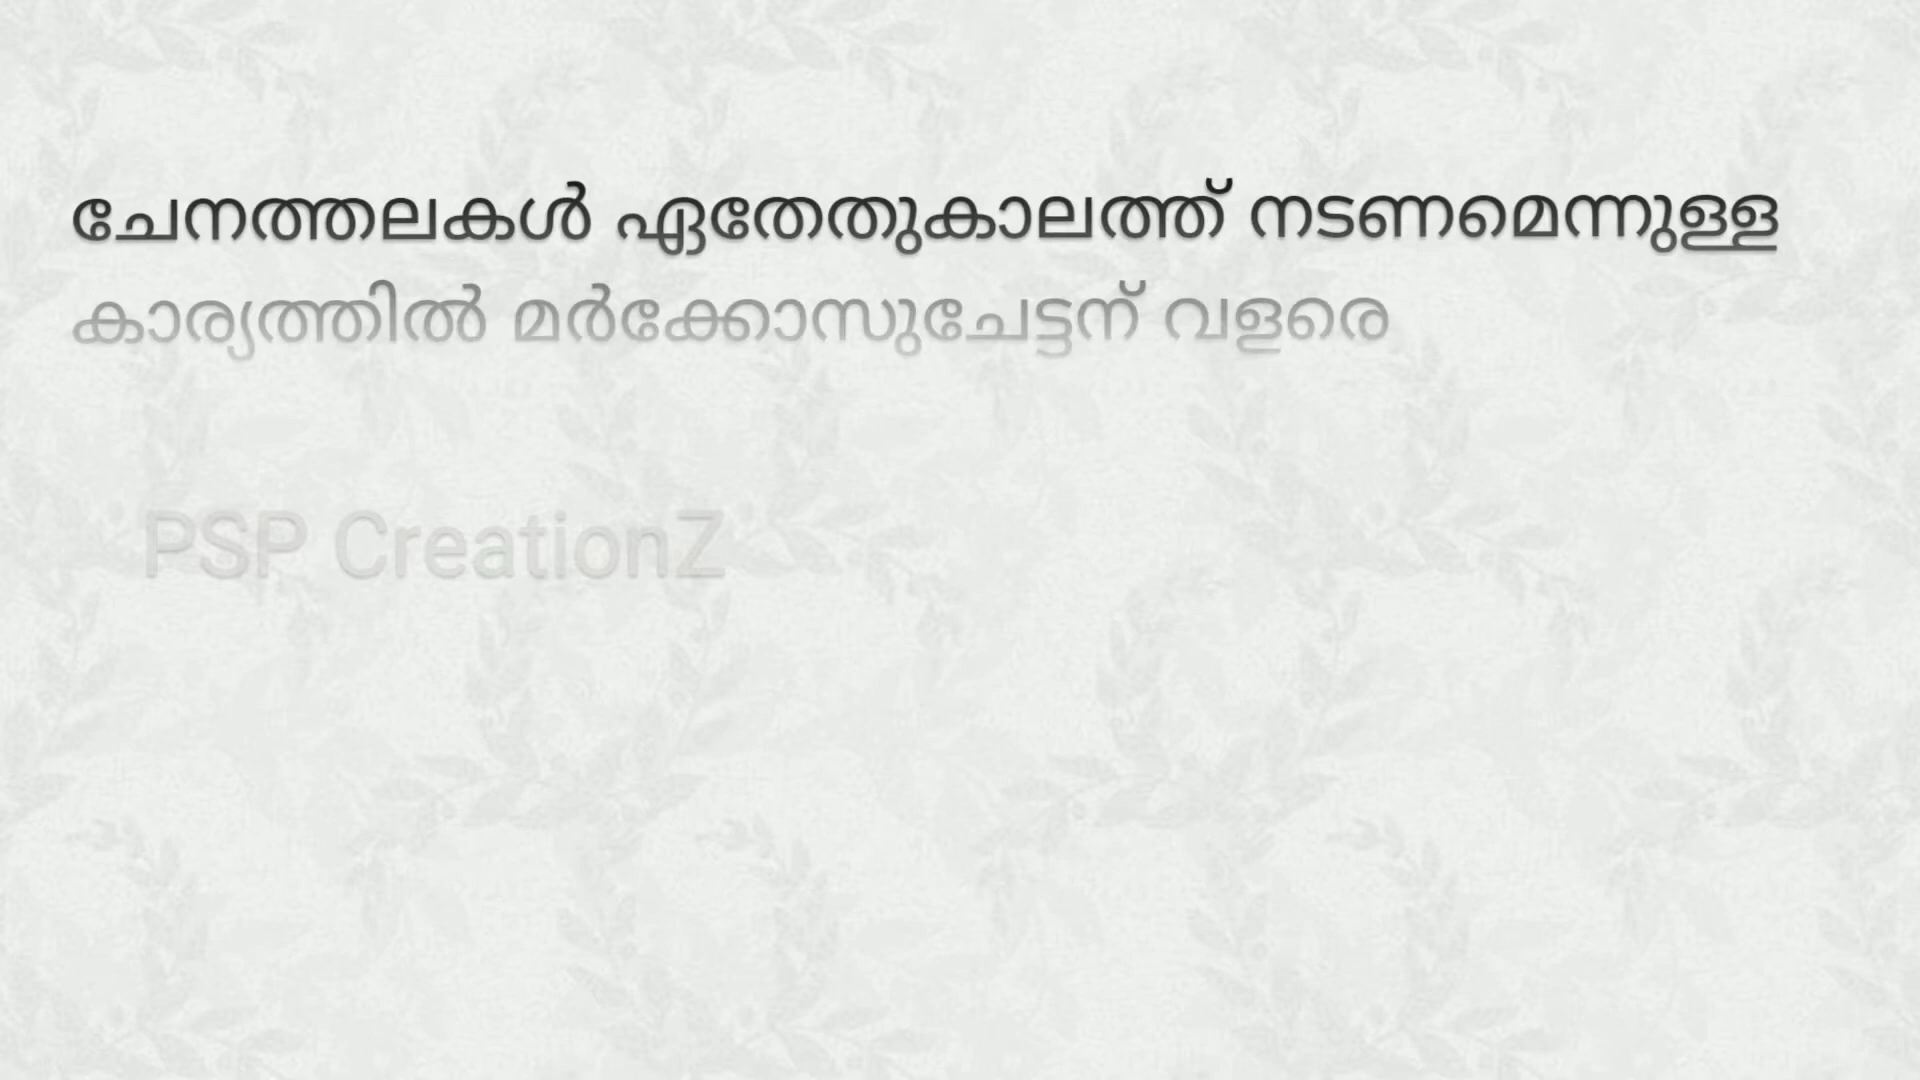 ചേനത്തലകൾ ഏതേതുകാലത്ത് നടണമെന്നുള്ള
കാര്യത്തിൽ മർക്കോസുചേട്ടന് വളരെ
PSP CreationZ